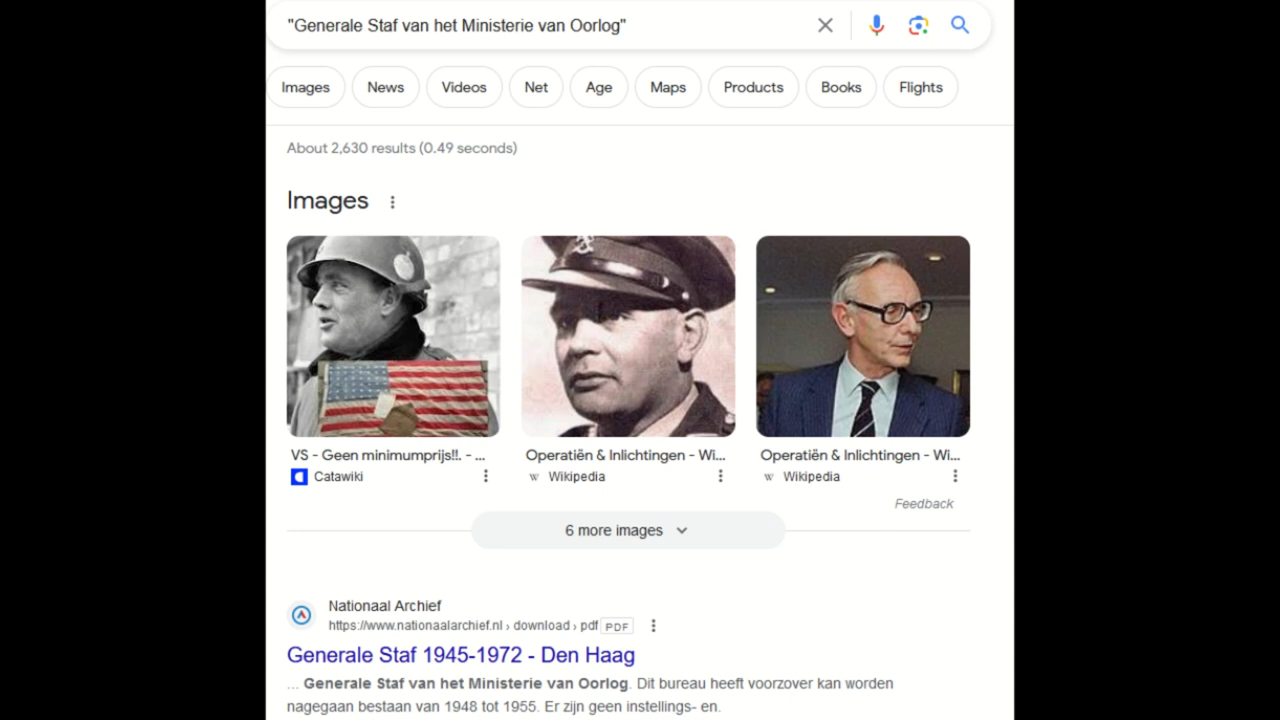 "Generale Staf van het Ministerie van Oorlog"
Images News Videos Net Age Maps Products Books Flights
About 2,630 results (0.49 seconds)
Images
VS - Geen minimumprijs!!. - ...
Catawiki
Operatiën & Inlichtingen - Wi...
W Wikipedia
Operatiën & Inlichtingen - Wi...
W Wikipedia
Feedback
6 more images
Nationaal Archief
https://www.nationaalarchief.nl › download › pdf PDF
Generale Staf 1945-1972 - Den Haag
... Generale Staf van het Ministerie van Oorlog. Dit bureau heeft voorzover kan worden
nagegaan bestaan van 1948 tot 1955. Er zijn geen instellings- en.